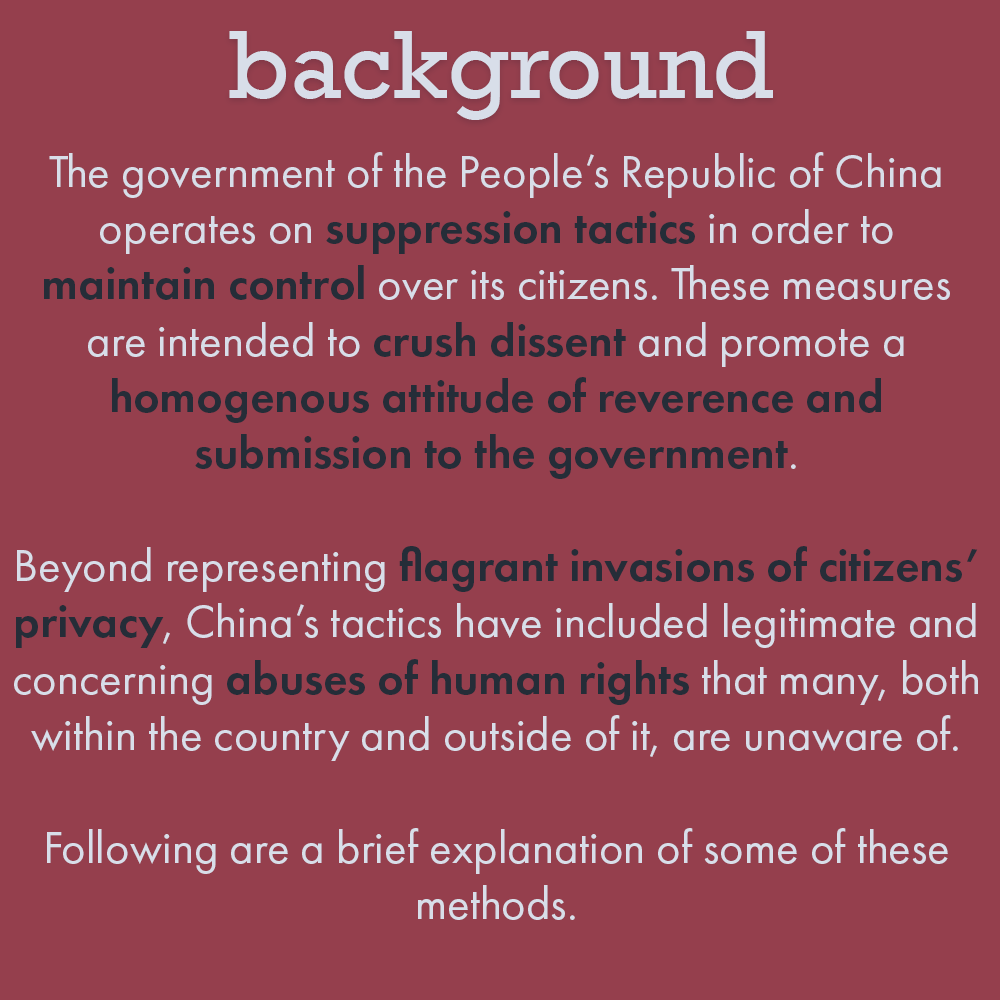 background
The government of the People’s Republic of China
operates on suppression tactics in order to
maintain control over its citizens. These measures
are intended to crush dissent and promote a
homogenous attitude of reverence and
submission to the government.
Beyond representing flagrant invasions of citizens’
privacy, China’s tactics have included legitimate and
concerning abuses of human rights that many, both
within the country and outside of it, are unaware of.
Following are a brief explanation of some of these
methods.